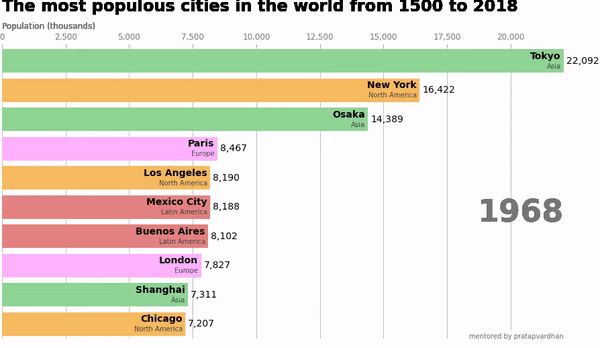 The most populous cities in the world from 1500 to 2018
Population (thousands)
0 2,500 5,000 7,500 10,000 12,500 15,000 17,500 20,000
Tokyo
Asia
22,092
New York
North America
16,422
Osaka
Asia
14,389
Paris
Europe
8,467
Los Angeles
North America
8,190
Mexico City
Latin America
8,188
Buenos Aires
Latin America
8,102
London
Europe
7,827
Shanghai
Asia
7,311
Chicago
North America
7,207
1968
mentored by pratapvardhan